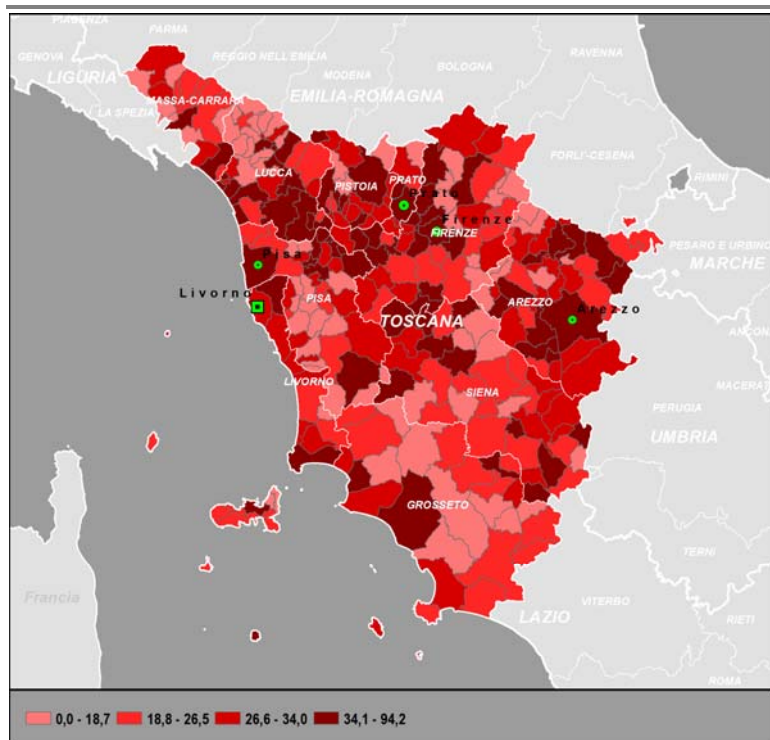 PIACENZA
PARMA
GENOVA
REGGIO NELL'EMILIA
RAVENNA
LIGURIA
MODENA
BOLOGNA
MASSA-CARRARA
EMILIA-ROMAGNA
LA SPEZIA
FORLI'-CESENA
LUCCA
PISTOIA
PRATO
Prato
RIMINI
Firenze
FIRENZE
Pisa
PESARO E URBINO
MARCHE
Livorno
PISA
AREZZO
Arezzo
TOSCANA
ANCON
LIVORNO
SIENA
MACERAT
PERUGIA
UMBRIA
GROSSETO
TERNI
Francia
VITERBO
LAZIO
RIETI
ROMA
0,0 - 18,7 18,8 - 26,5 26,6 - 34,0 34,1 - 94,2